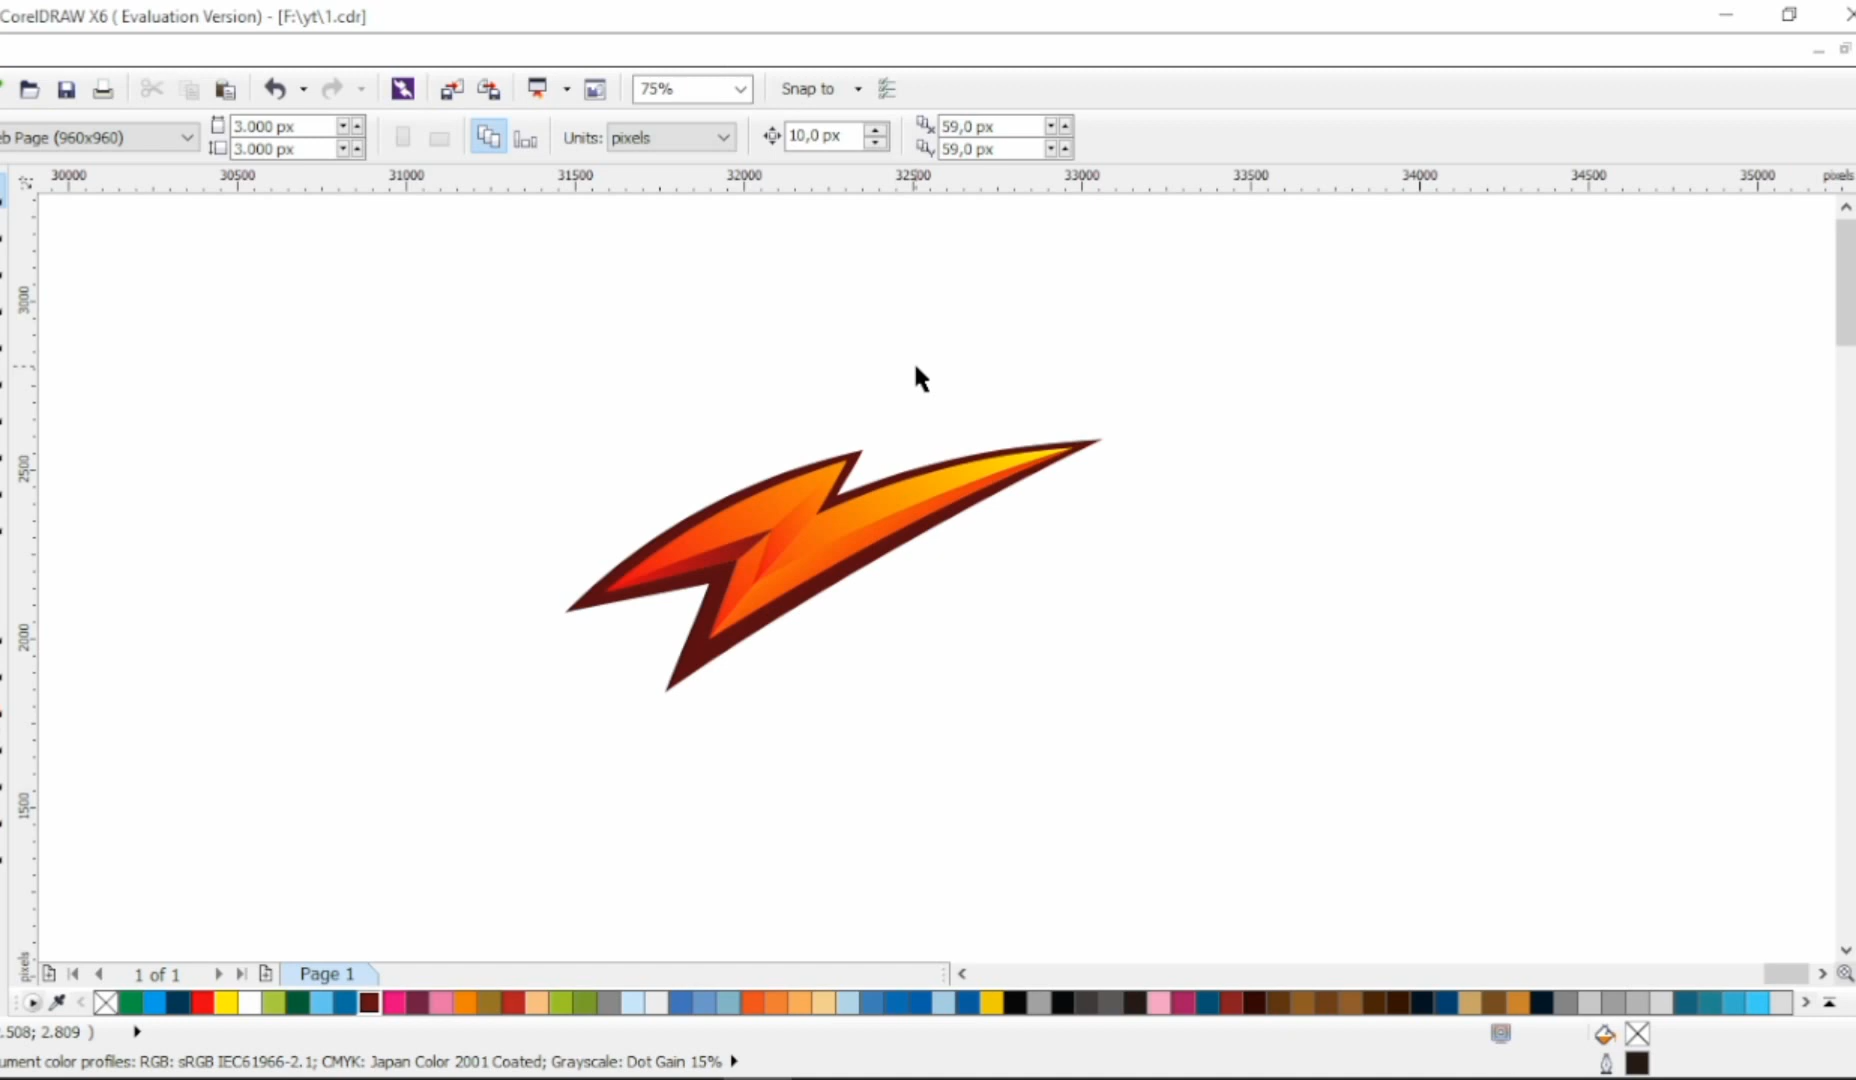 CorelDRAW X6 ( Evaluation Version) - [F:\yt\1.cdr]
75%
Snap to
b Page (960x960)
3.000 px
3.000 px
Units: pixels
10,0 px
59,0 px
59,0 px
30000 30500 31000 31500 32000 32500 33000 33500 34000 34500 35000 pixels
3000
2500
2000
1500
pixels
1 of 1
Page 1
.508; 2.809 )
ument color profiles: RGB: sRGB IEC61966-2.1; CMYK: Japan Color 2001 Coated; Grayscale: Dot Gain 15%